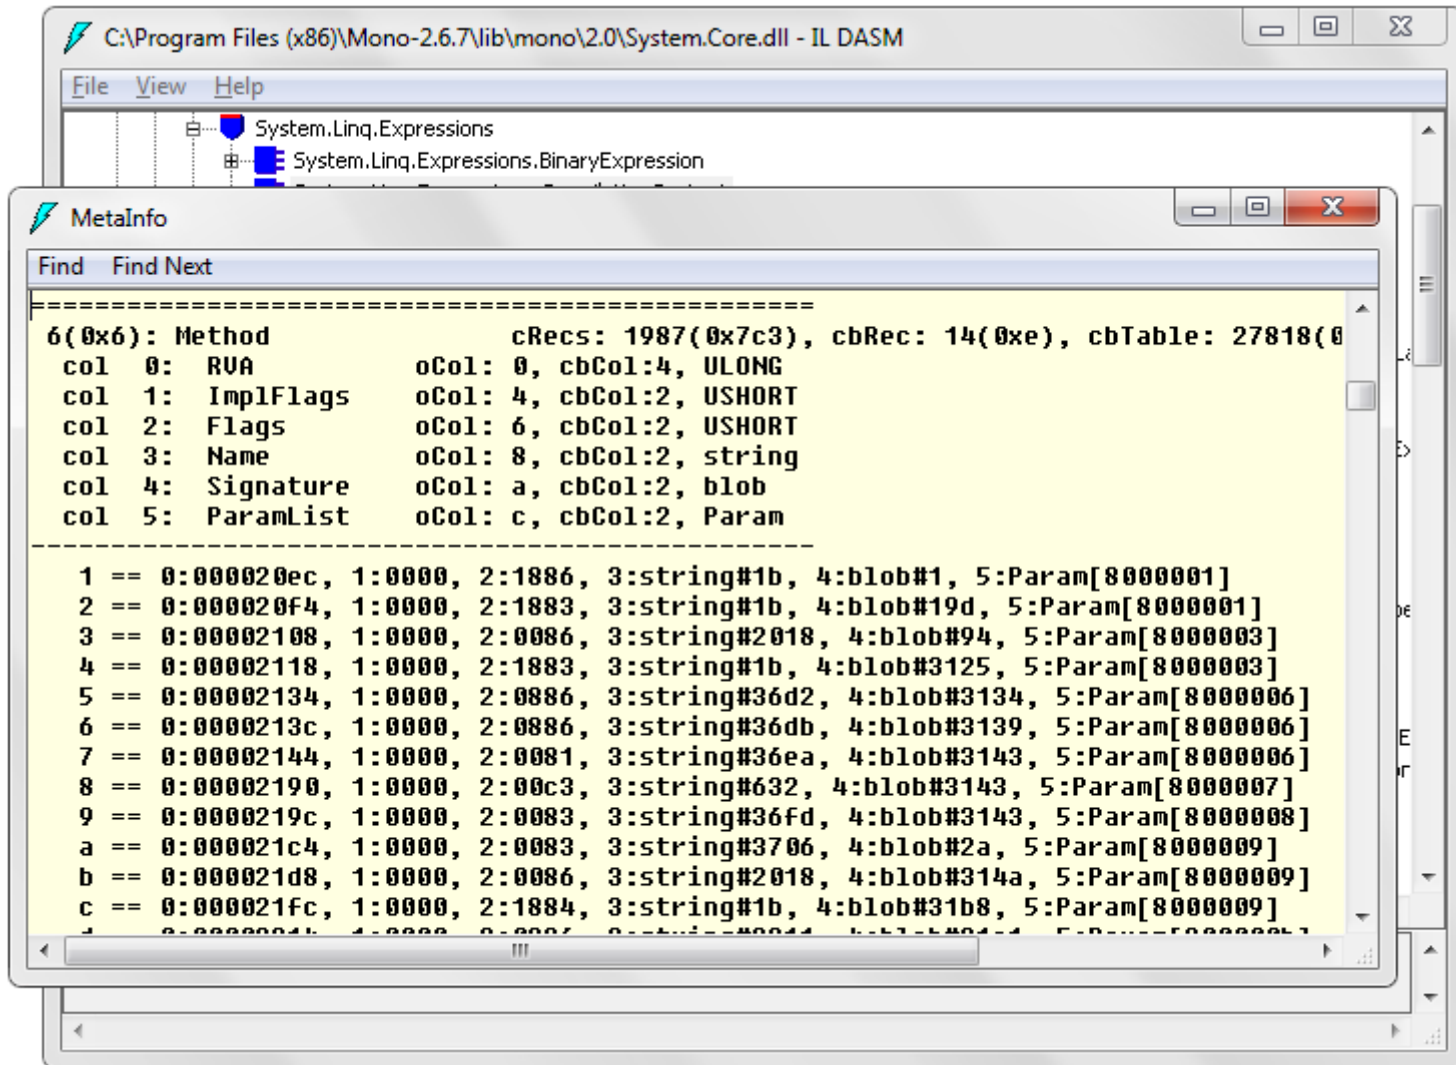 C:\Program Files (x86)\Mono-2.6.7\lib\mono\2.0\System.Core.dll - IL DASM
File View Help
System.Linq.Expressions
System.Linq.Expressions.BinaryExpression
MetaInfo
Find Find Next
==================================================
6(0x6): Method cRecs: 1987(0x7c3), cbRec: 14(0xe), cbTable: 27818(0
col 0: RVA oCol: 0, cbCol:4, ULONG
col 1: ImplFlags oCol: 4, cbCol:2, USHORT
col 2: Flags oCol: 6, cbCol:2, USHORT
col 3: Name oCol: 8, cbCol:2, string
col 4: Signature oCol: a, cbCol:2, blob
col 5: ParamList oCol: c, cbCol:2, Param
--------------------------------------------------
1 == 0:000020ec, 1:0000, 2:1886, 3:string#1b, 4:blob#1, 5:Param[8000001]
2 == 0:000020f4, 1:0000, 2:1883, 3:string#1b, 4:blob#19d, 5:Param[8000001]
3 == 0:00002108, 1:0000, 2:0086, 3:string#2018, 4:blob#94, 5:Param[8000003]
4 == 0:00002118, 1:0000, 2:1883, 3:string#1b, 4:blob#3125, 5:Param[8000003]
5 == 0:00002134, 1:0000, 2:0886, 3:string#36d2, 4:blob#3134, 5:Param[8000006]
6 == 0:0000213c, 1:0000, 2:0886, 3:string#36db, 4:blob#3139, 5:Param[8000006]
7 == 0:00002144, 1:0000, 2:0081, 3:string#36ea, 4:blob#3143, 5:Param[8000006]
8 == 0:00002190, 1:0000, 2:00c3, 3:string#632, 4:blob#3143, 5:Param[8000007]
9 == 0:0000219c, 1:0000, 2:0083, 3:string#36fd, 4:blob#3143, 5:Param[8000008]
a == 0:000021c4, 1:0000, 2:0083, 3:string#3706, 4:blob#2a, 5:Param[8000009]
b == 0:000021d8, 1:0000, 2:0086, 3:string#2018, 4:blob#314a, 5:Param[8000009]
c == 0:000021fc, 1:0000, 2:1884, 3:string#1b, 4:blob#31b8, 5:Param[8000009]